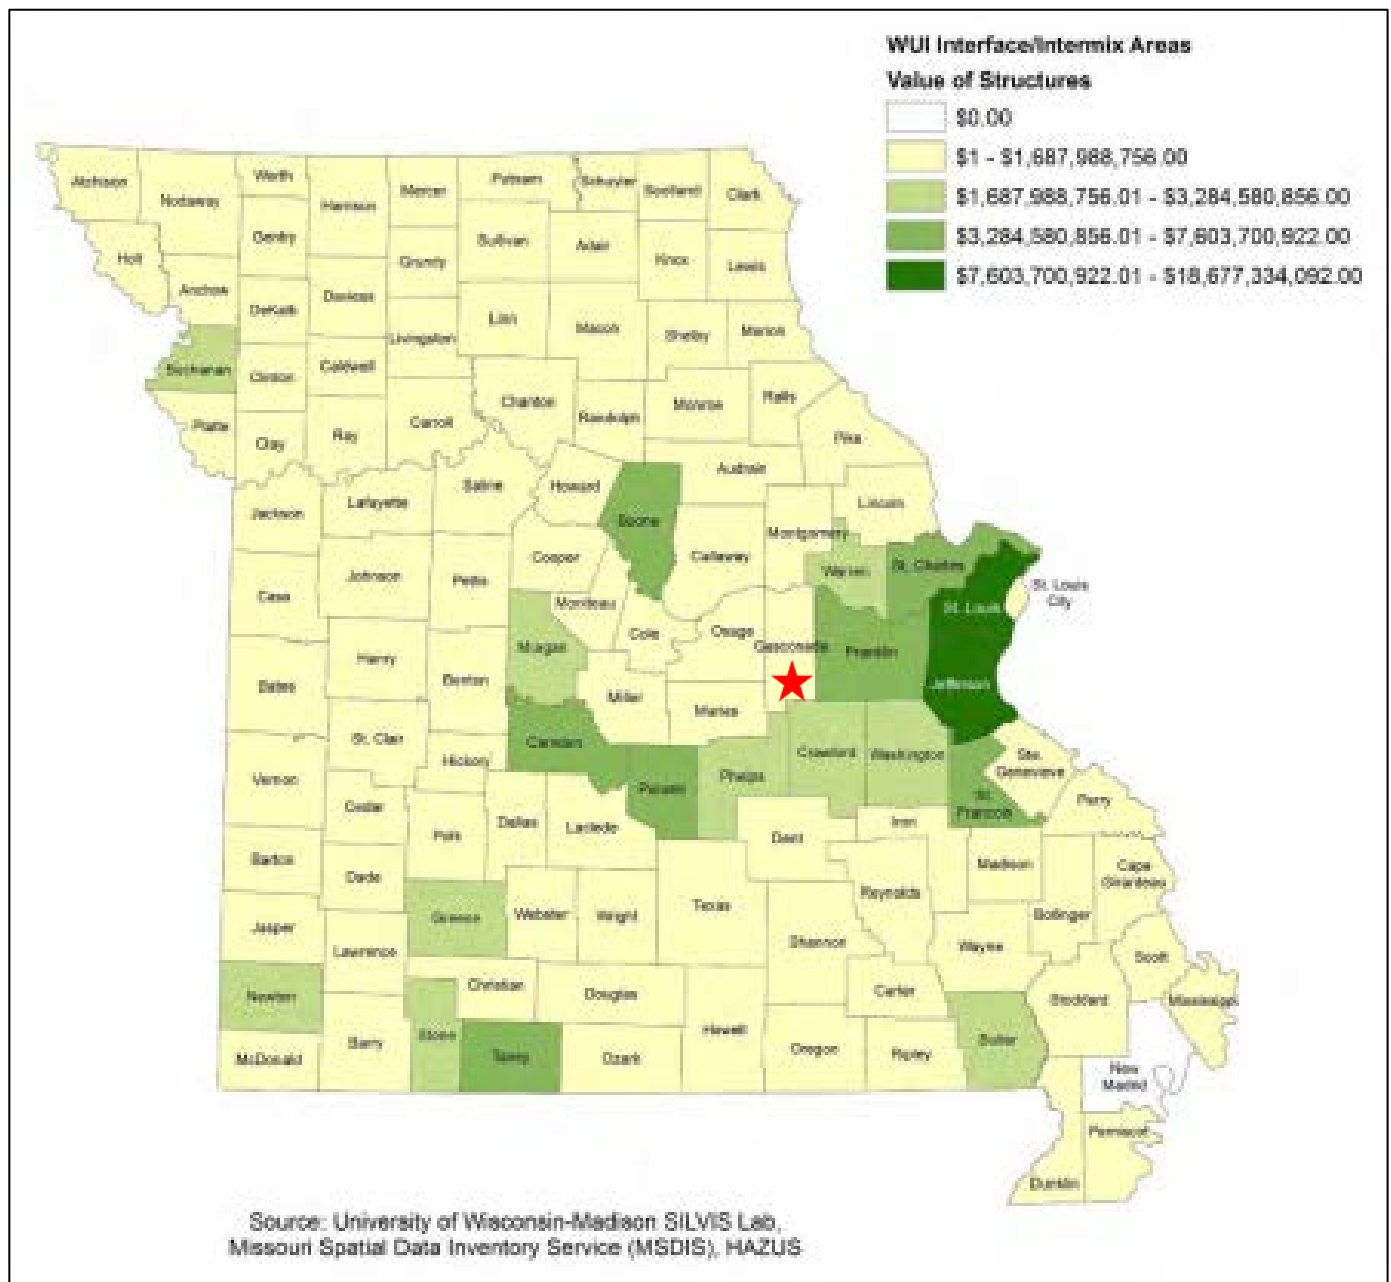 WUI Interface/Intermix Areas
Value of Structures
$0.00
$1 - $1,687,988,756.00
$1,687,988,756.01 - $3,284,580,856.00
$3,284,580,856.01 - $7,603,700,922.00
$7,603,700,922.01 - $18,677,334,092.00
Atchison
Nodaway
Worth
Harrison
Mercer
Putnam
Schuyler
Scotland
Clark
Holt
Andrew
Gentry
Grundy
Sullivan
Adair
Knox
Lewis
DeKalb
Daviess
Livingston
Linn
Macon
Shelby
Marion
Buchanan
Clinton
Caldwell
Carroll
Chariton
Randolph
Monroe
Ralls
Pike
Platte
Clay
Ray
Saline
Howard
Boone
Audrain
Lincoln
Jackson
Lafayette
Cooper
Callaway
Montgomery
Warren
St. Charles
St. Louis
St. Louis
City
Cass
Johnson
Pettis
Moniteau
Cole
Osage
Gasconade
Franklin
Jefferson
Bates
Henry
Benton
Morgan
Miller
Maries
St. Clair
Hickory
Camden
Pulaski
Phelps
Crawford
Washington
Ste.
Genevieve
St.
Francois
Perry
Vernon
Cedar
Polk
Dallas
Laclede
Dent
Iron
Madison
Cape
Girardeau
Barton
Dade
Greene
Webster
Wright
Texas
Reynolds
Bollinger
Jasper
Lawrence
Shannon
Wayne
Scott
Newton
Christian
Douglas
Howell
Carter
Stoddard
Mississippi
McDonald
Barry
Stone
Taney
Ozark
Oregon
Ripley
Butler
New
Madrid
Pemiscot
Dunklin
Source: University of Wisconsin-Madison SILVIS Lab,
Missouri Spatial Data Inventory Service (MSDIS), HAZUS